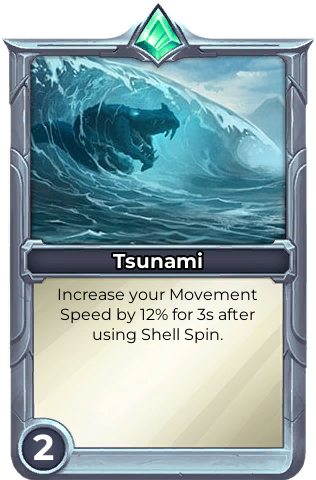 Tsunami
Increase your Movement
Speed by 12% for 3s after
using Shell Spin.
2